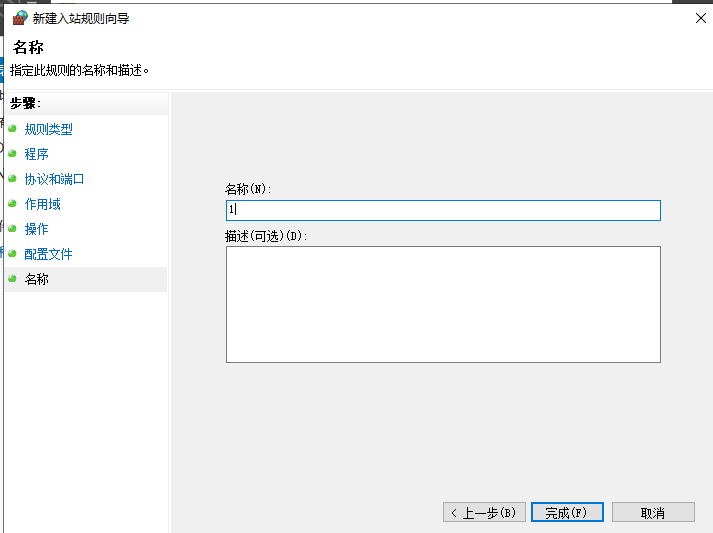 新建入站规则向导
名称
指定此规则的名称和描述。
步骤:
规则类型
程序
协议和端口
作用域
操作
配置文件
名称
名称(N):
1
描述(可选)(D):
< 上一步(B)
完成(F)
取消